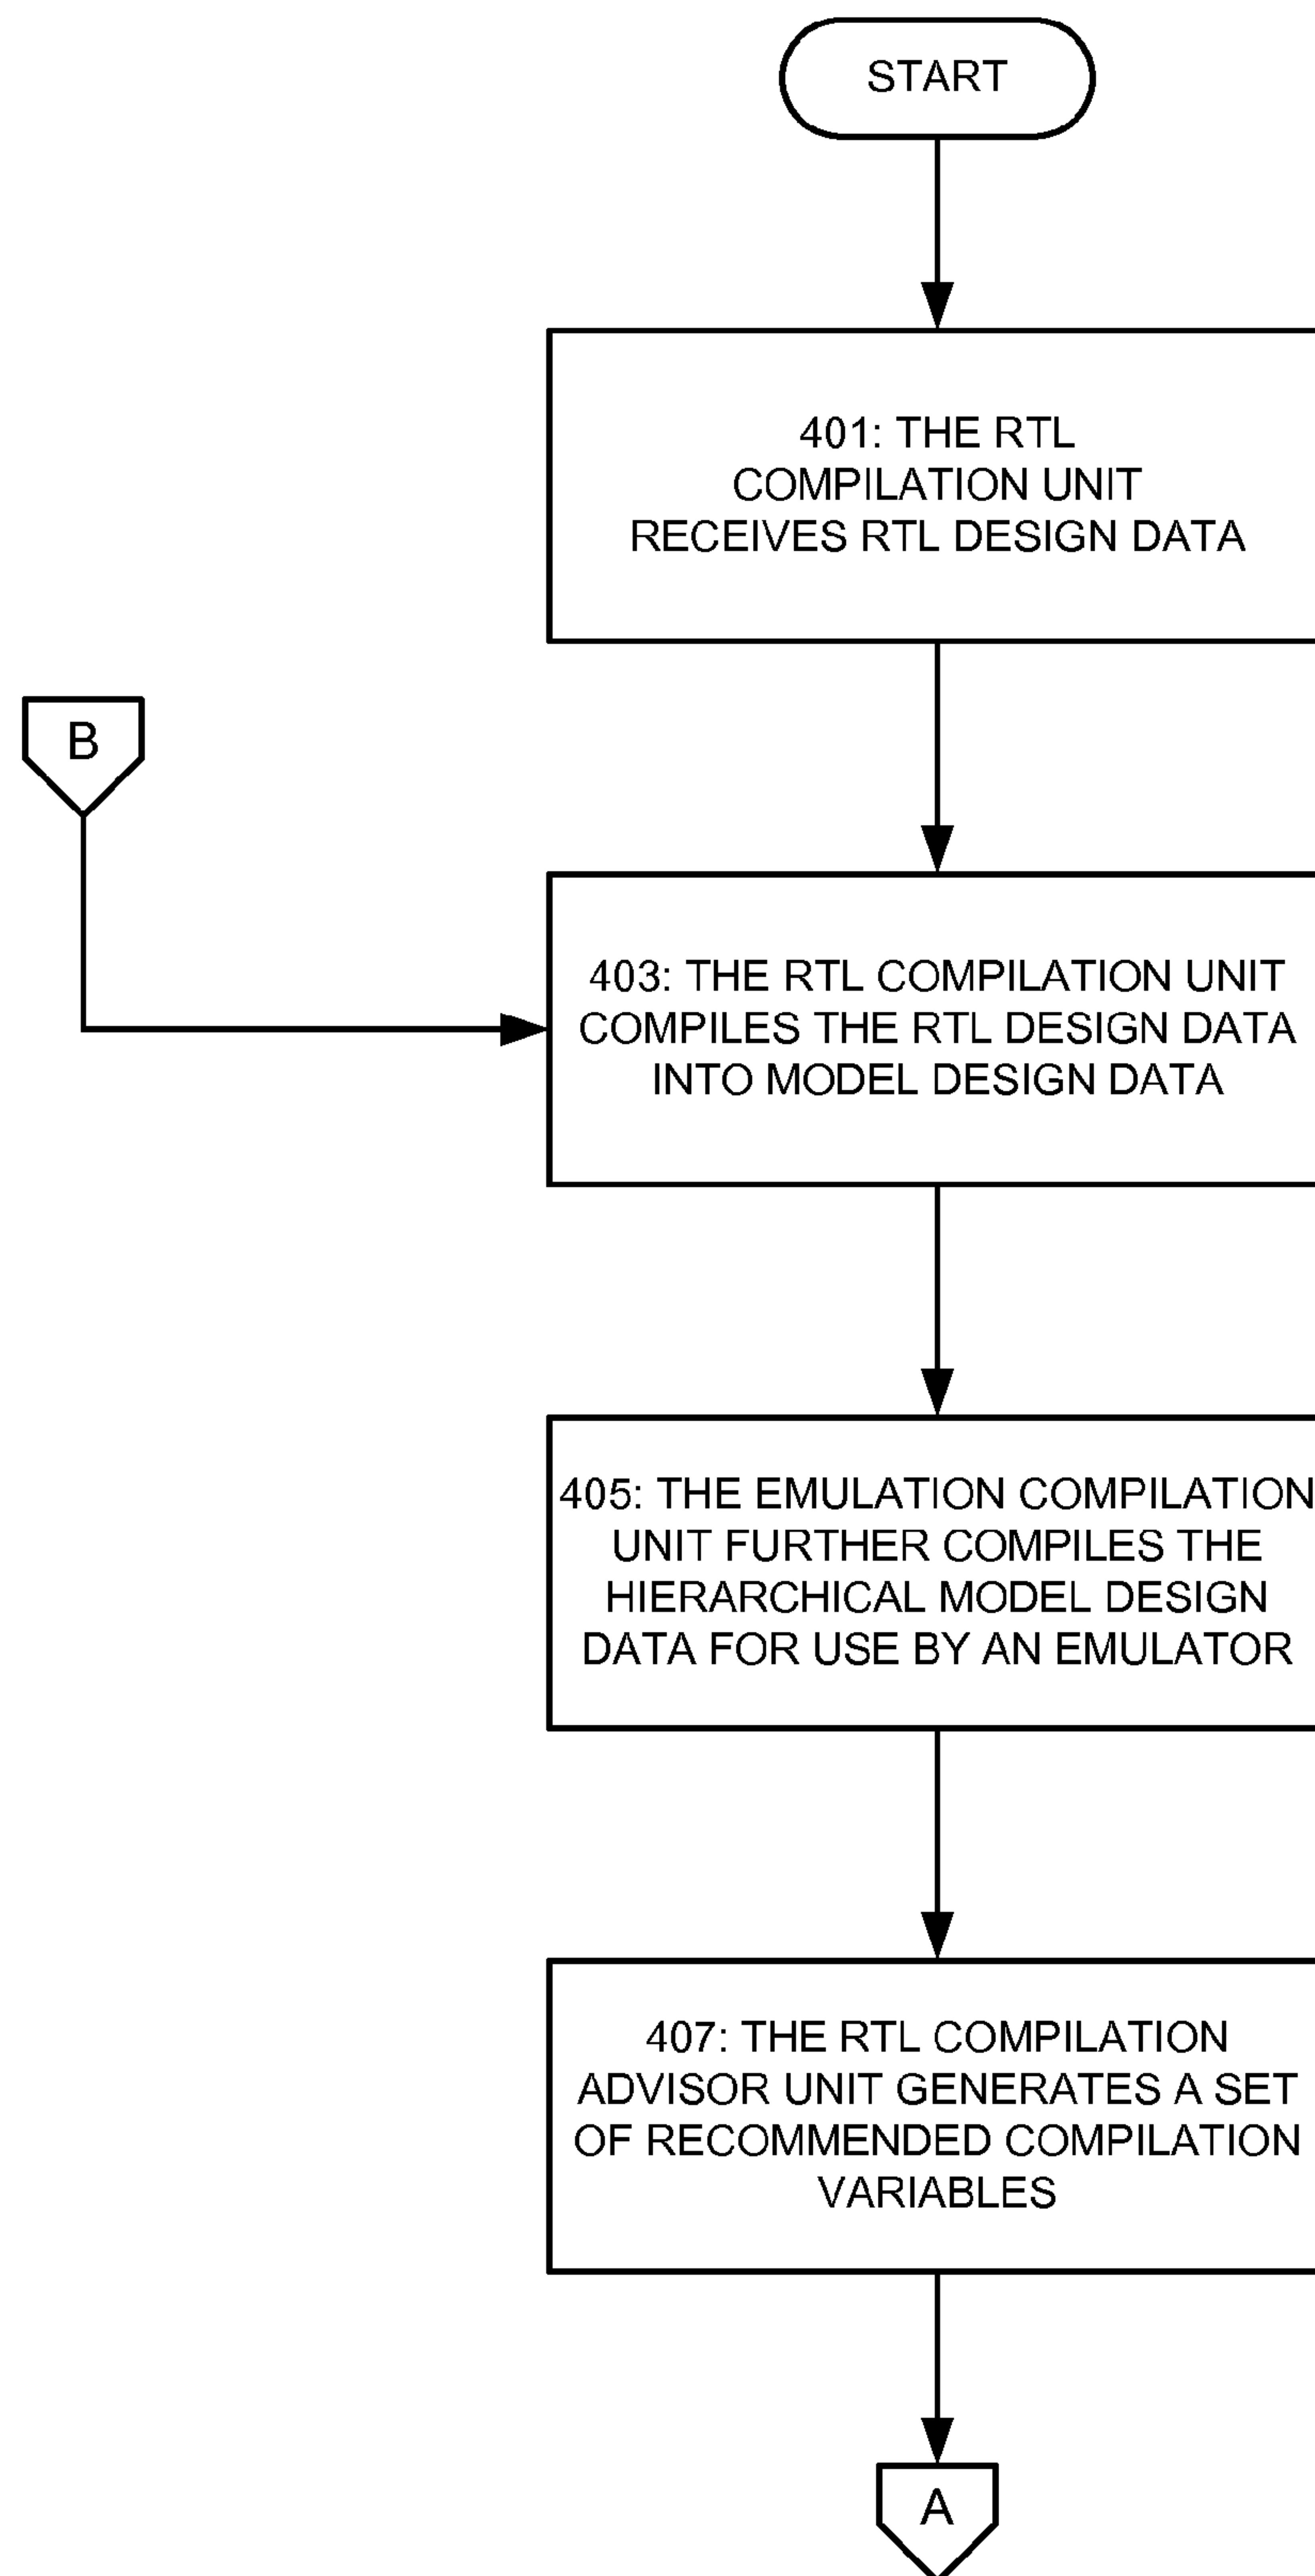 START
401: THE RTL
COMPILATION UNIT
RECEIVES RTL DESIGN DATA
B
403: THE RTL COMPILATION UNIT
COMPILES THE RTL DESIGN DATA
INTO MODEL DESIGN DATA
405: THE EMULATION COMPILATION
UNIT FURTHER COMPILES THE
HIERARCHICAL MODEL DESIGN
DATA FOR USE BY AN EMULATOR
407: THE RTL COMPILATION
ADVISOR UNIT GENERATES A SET
OF RECOMMENDED COMPILATION
VARIABLES
A